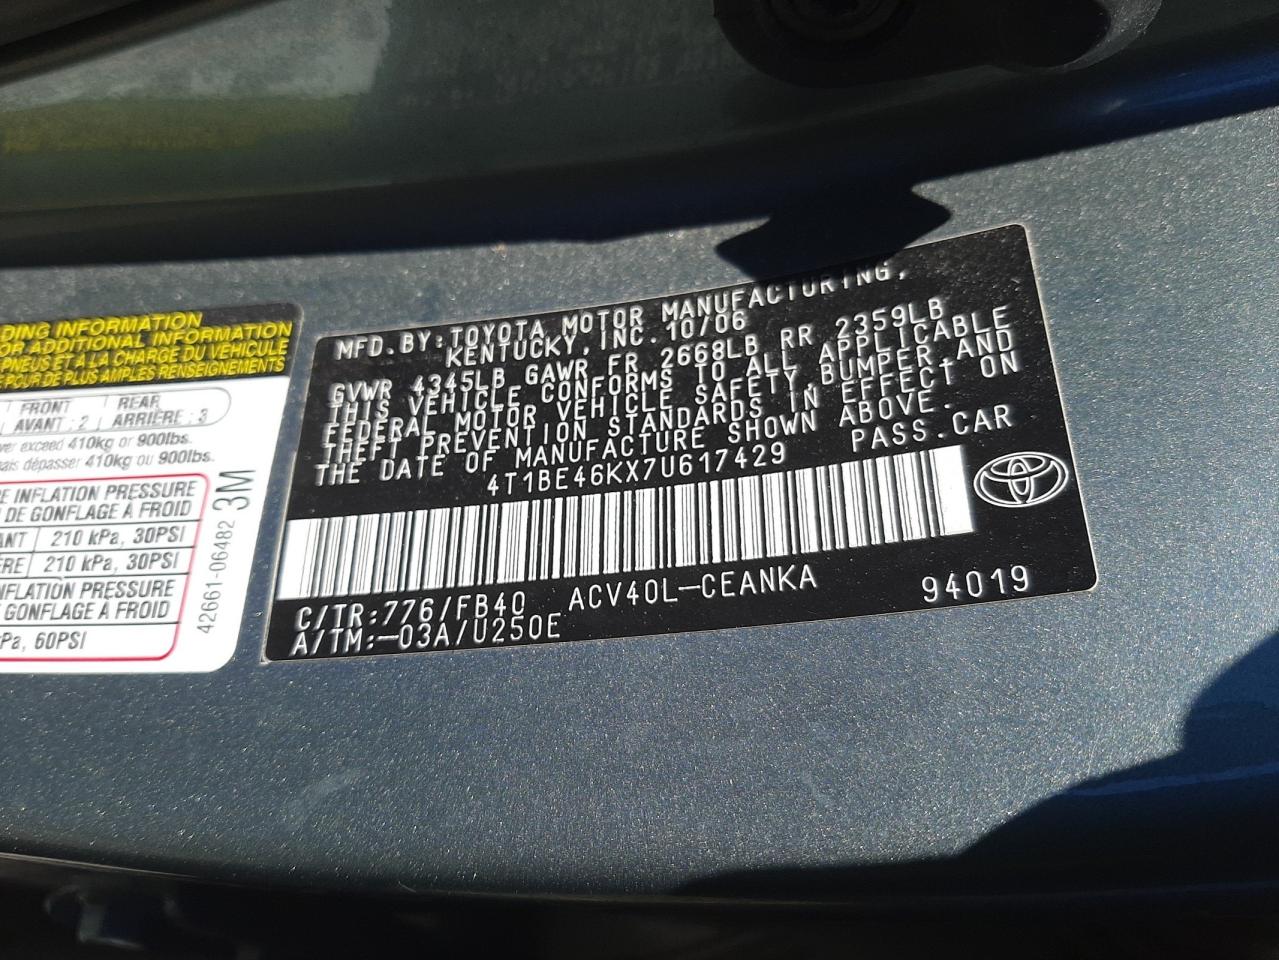 DING INFORMATION
OR ADDITIONAL INFORMATION
PNEUS ET À LA CHARGE DU VÉHICULE
E POUR DE PLUS AMPLES RENSEIGNEMENTS
FRONT REAR
AVANT : 2 ARRIÈRE : 3
ver exceed 410kg or 900lbs.
ais dépasser 410kg ou 900lbs.
E INFLATION PRESSURE
DE GONFLAGE À FROID
ANT 210 kPa, 30PSI
ERE 210 kPa, 30PSI
NFLATION PRESSURE
GONFLAGE À FROID
kPa, 60PSI
42661-06482 3M
MFD.BY:TOYOTA MOTOR MANUFACTURING,
KENTUCKY,INC.10/06
GVWR 4345LB GAWR FR 2668LB RR 2359LB
THIS VEHICLE CONFORMS TO ALL APPLICABLE
FEDERAL MOTOR VEHICLE SAFETY,BUMPER,AND
THEFT PREVENTION STANDARDS IN EFFECT ON
THE DATE OF MANUFACTURE SHOWN ABOVE.
4T1BE46KX7U617429 PASS.CAR
C/TR:776/FB40 ACV40L-CEANKA 94019
A/TM:-03A/U250E